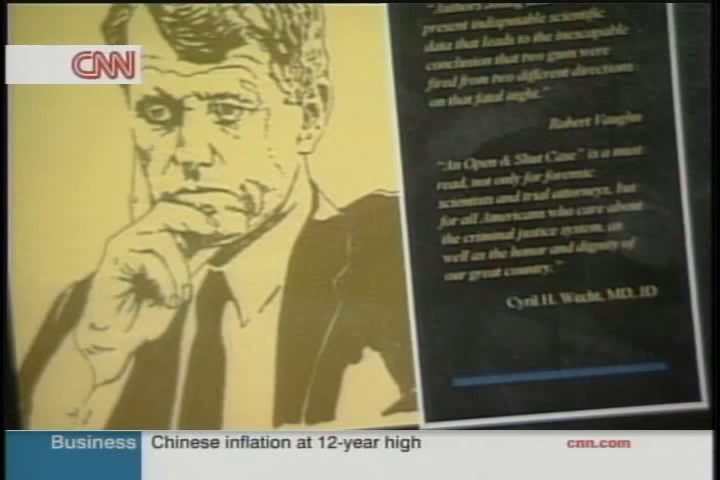 CNN
"Authors
present indisputable scientific
data that leads to the inescapable
conclusion that two guns were
fired from two different directions
on that fatal night."
Robert Vaughn
"An Open & Shut Case" is a must
read, not only for forensic
scientists and trial attorneys, but
for all Americans who care about
the criminal justice system, as
well as the honor and dignity of
our great country."
Cyril H. Wecht, MD, JD
Business Chinese inflation at 12-year high cnn.com